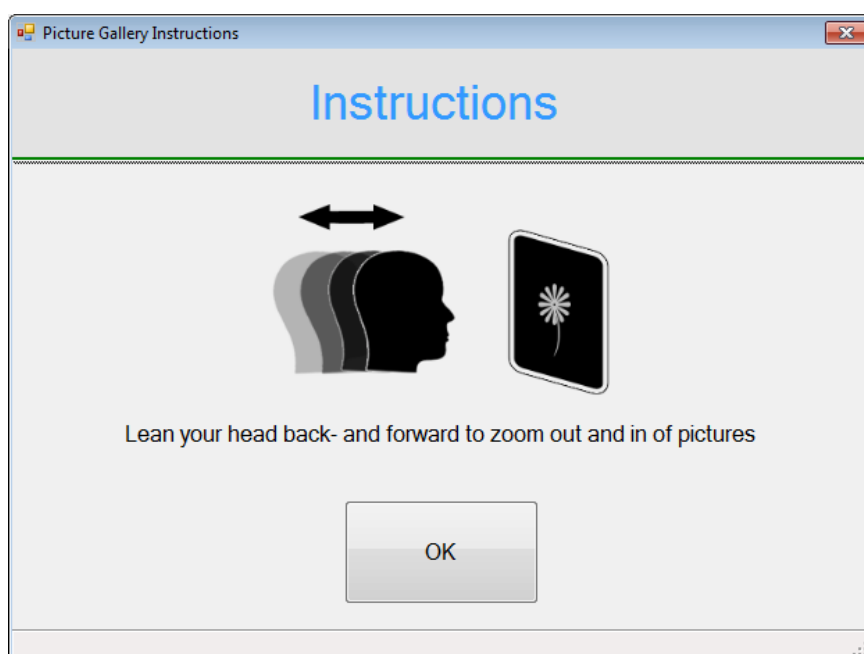 Picture Gallery Instructions
Instructions
Lean your head back- and forward to zoom out and in of pictures
OK